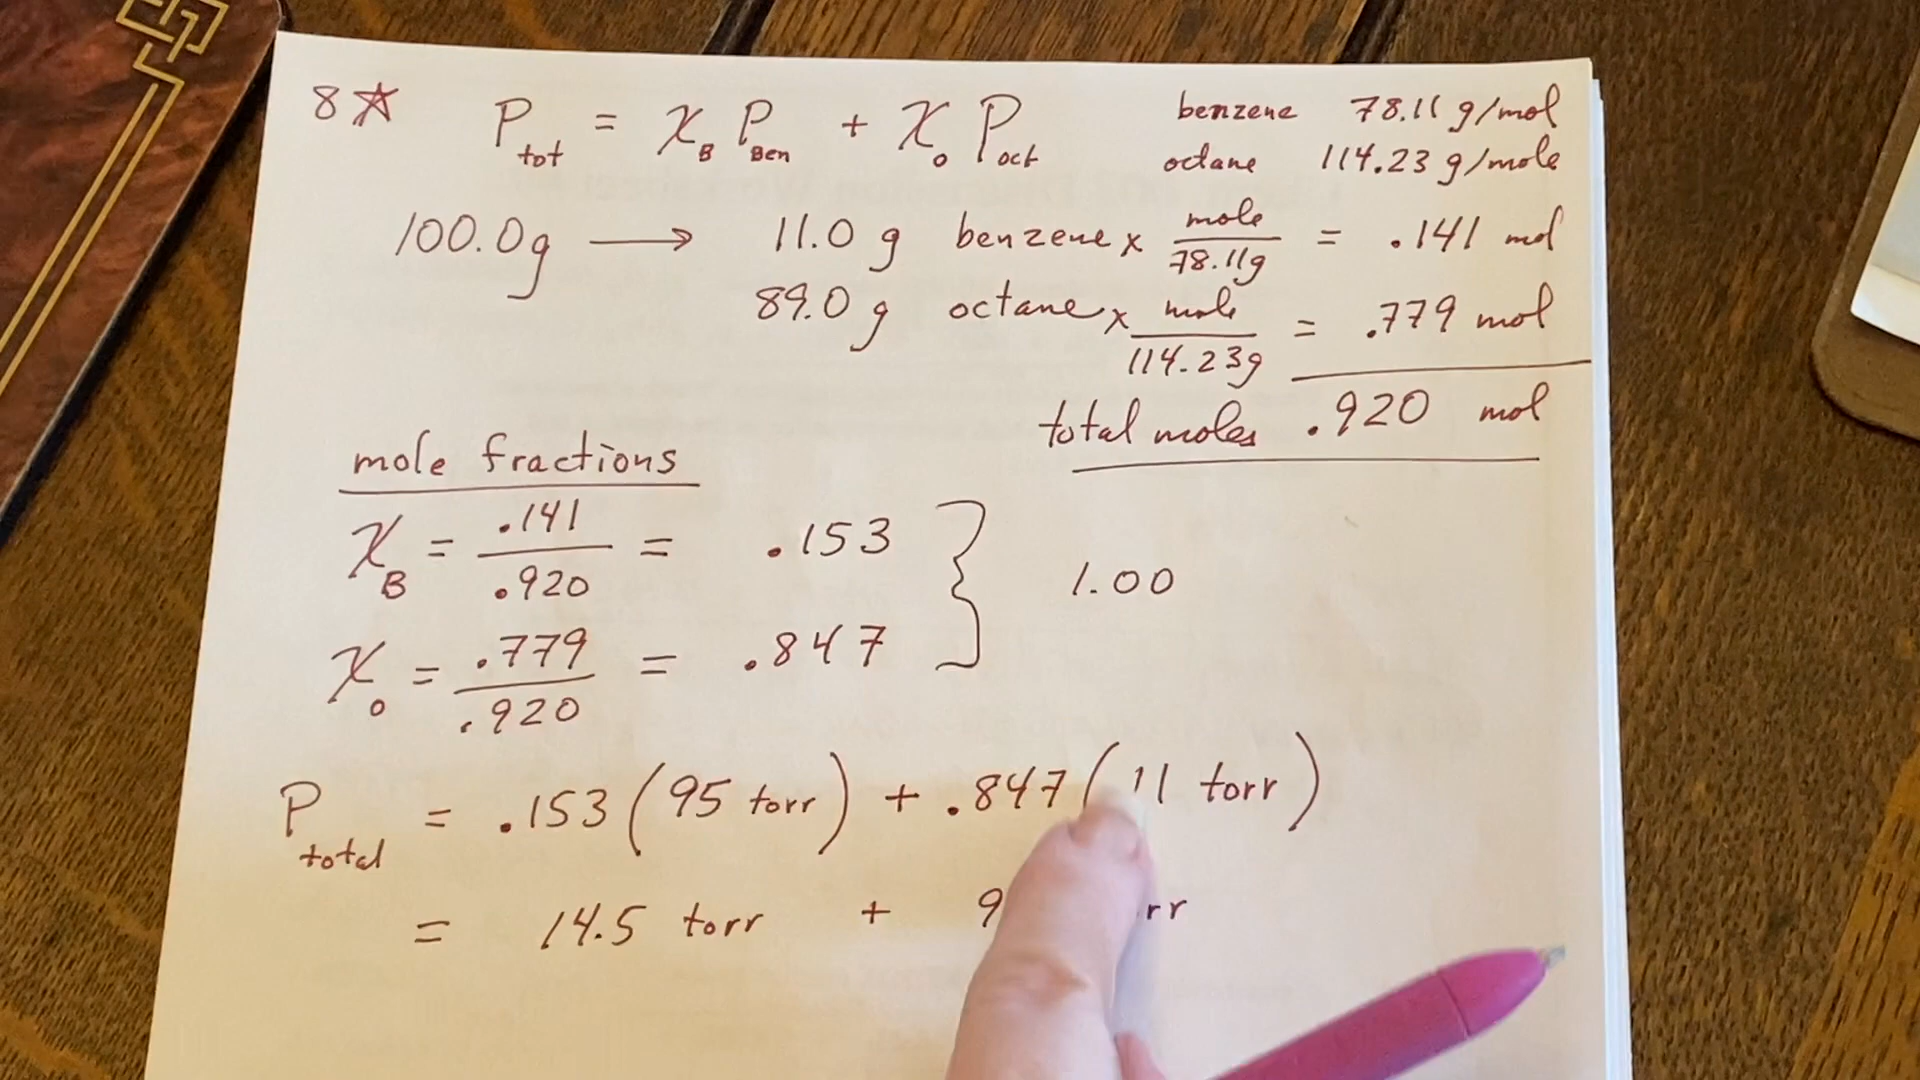 8☆ P_tot = X_B P_Ben + X_o P_oct
benzene 78.11 g/mol
octane 114.23 g/mole
100.0g → 11.0 g benzene x mole/78.11g = .141 mol
89.0 g octane x mole/114.23g = .779 mol
total moles .920 mol
mole fractions
X_B = .141/.920 = .153
X_o = .779/.920 = .847
} 1.00
P_total = .153 (95 torr) + .847 (11 torr)
= 14.5 torr + 9